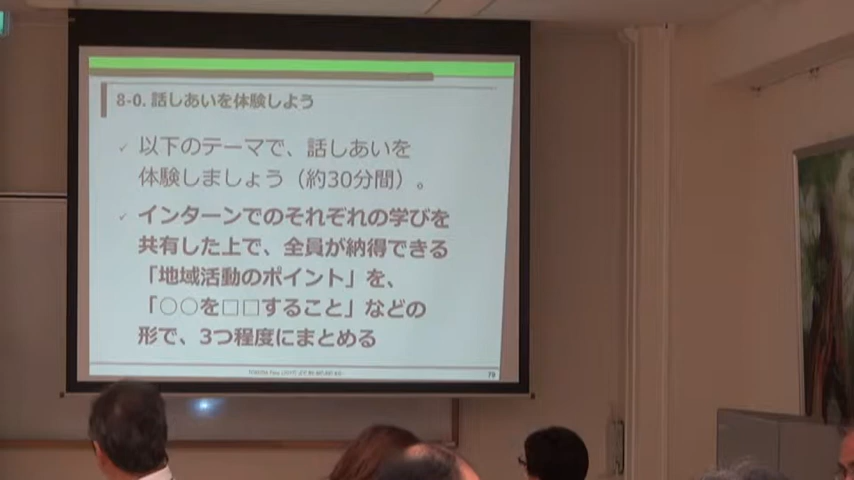 8-0. 話しあいを体験しよう
✓ 以下のテーマで、話しあいを
体験しましょう（約30分間）。
✓ インターンでのそれぞれの学びを
共有した上で、全員が納得できる
「地域活動のポイント」を、
「○○を□□すること」などの
形で、3つ程度にまとめる
79